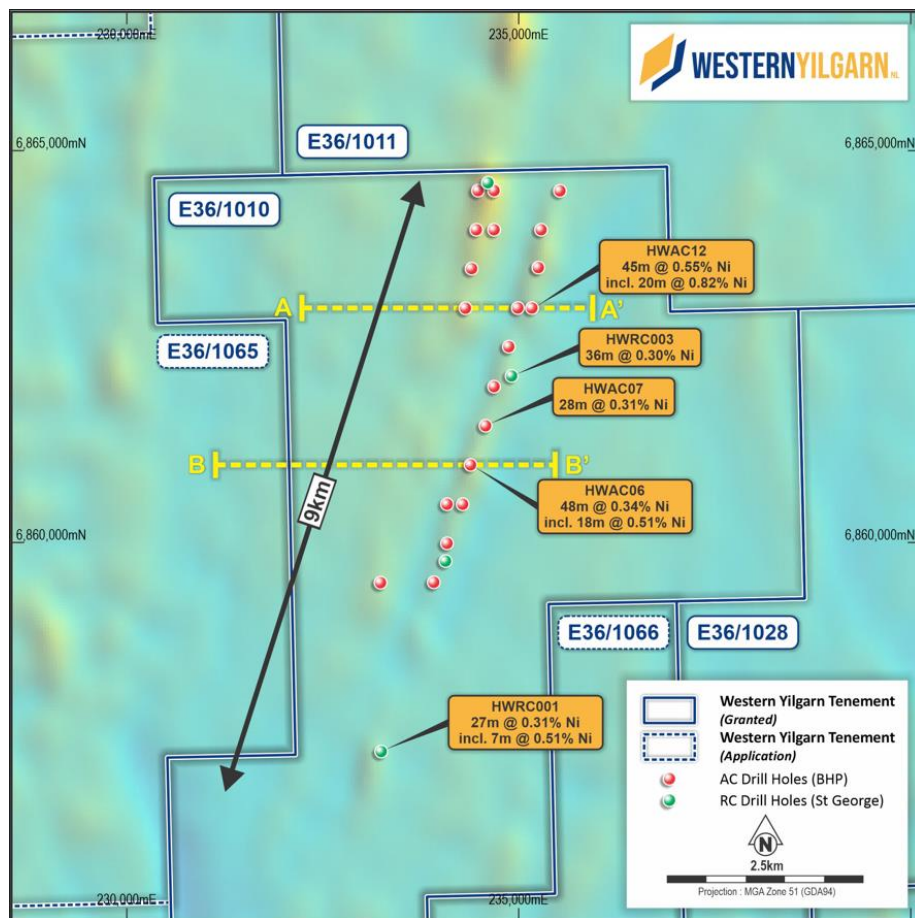 230,000mE
235,000mE
WESTERNYILGARN NL
6,865,000mN
6,865,000mN
E36/1011
E36/1010
HWAC12
45m @ 0.55% Ni
incl. 20m @ 0.82% Ni
A
A'
E36/1065
HWRC003
36m @ 0.30% Ni
HWAC07
28m @ 0.31% Ni
B
B'
9km
HWAC06
48m @ 0.34% Ni
incl. 18m @ 0.51% Ni
6,860,000mN
6,860,000mN
E36/1066
E36/1028
HWRC001
27m @ 0.31% Ni
incl. 7m @ 0.51% Ni
Western Yilgarn Tenement
(Granted)
Western Yilgarn Tenement
(Application)
AC Drill Holes (BHP)
RC Drill Holes (St George)
N
2.5km
Projection : MGA Zone 51 (GDA94)
230,000mE
235,000mE